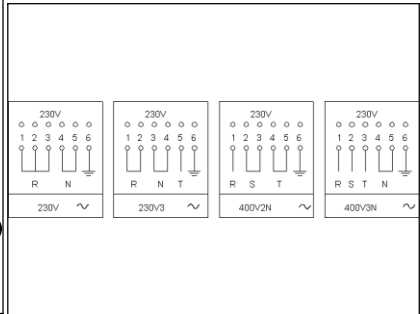 230V
1 2 3 4 5 6
R N
230V
230V
1 2 3 4 5 6
R N T
230V3
230V
1 2 3 4 5 6
R S T
400V2N
230V
1 2 3 4 5 6
R S T N
400V3N